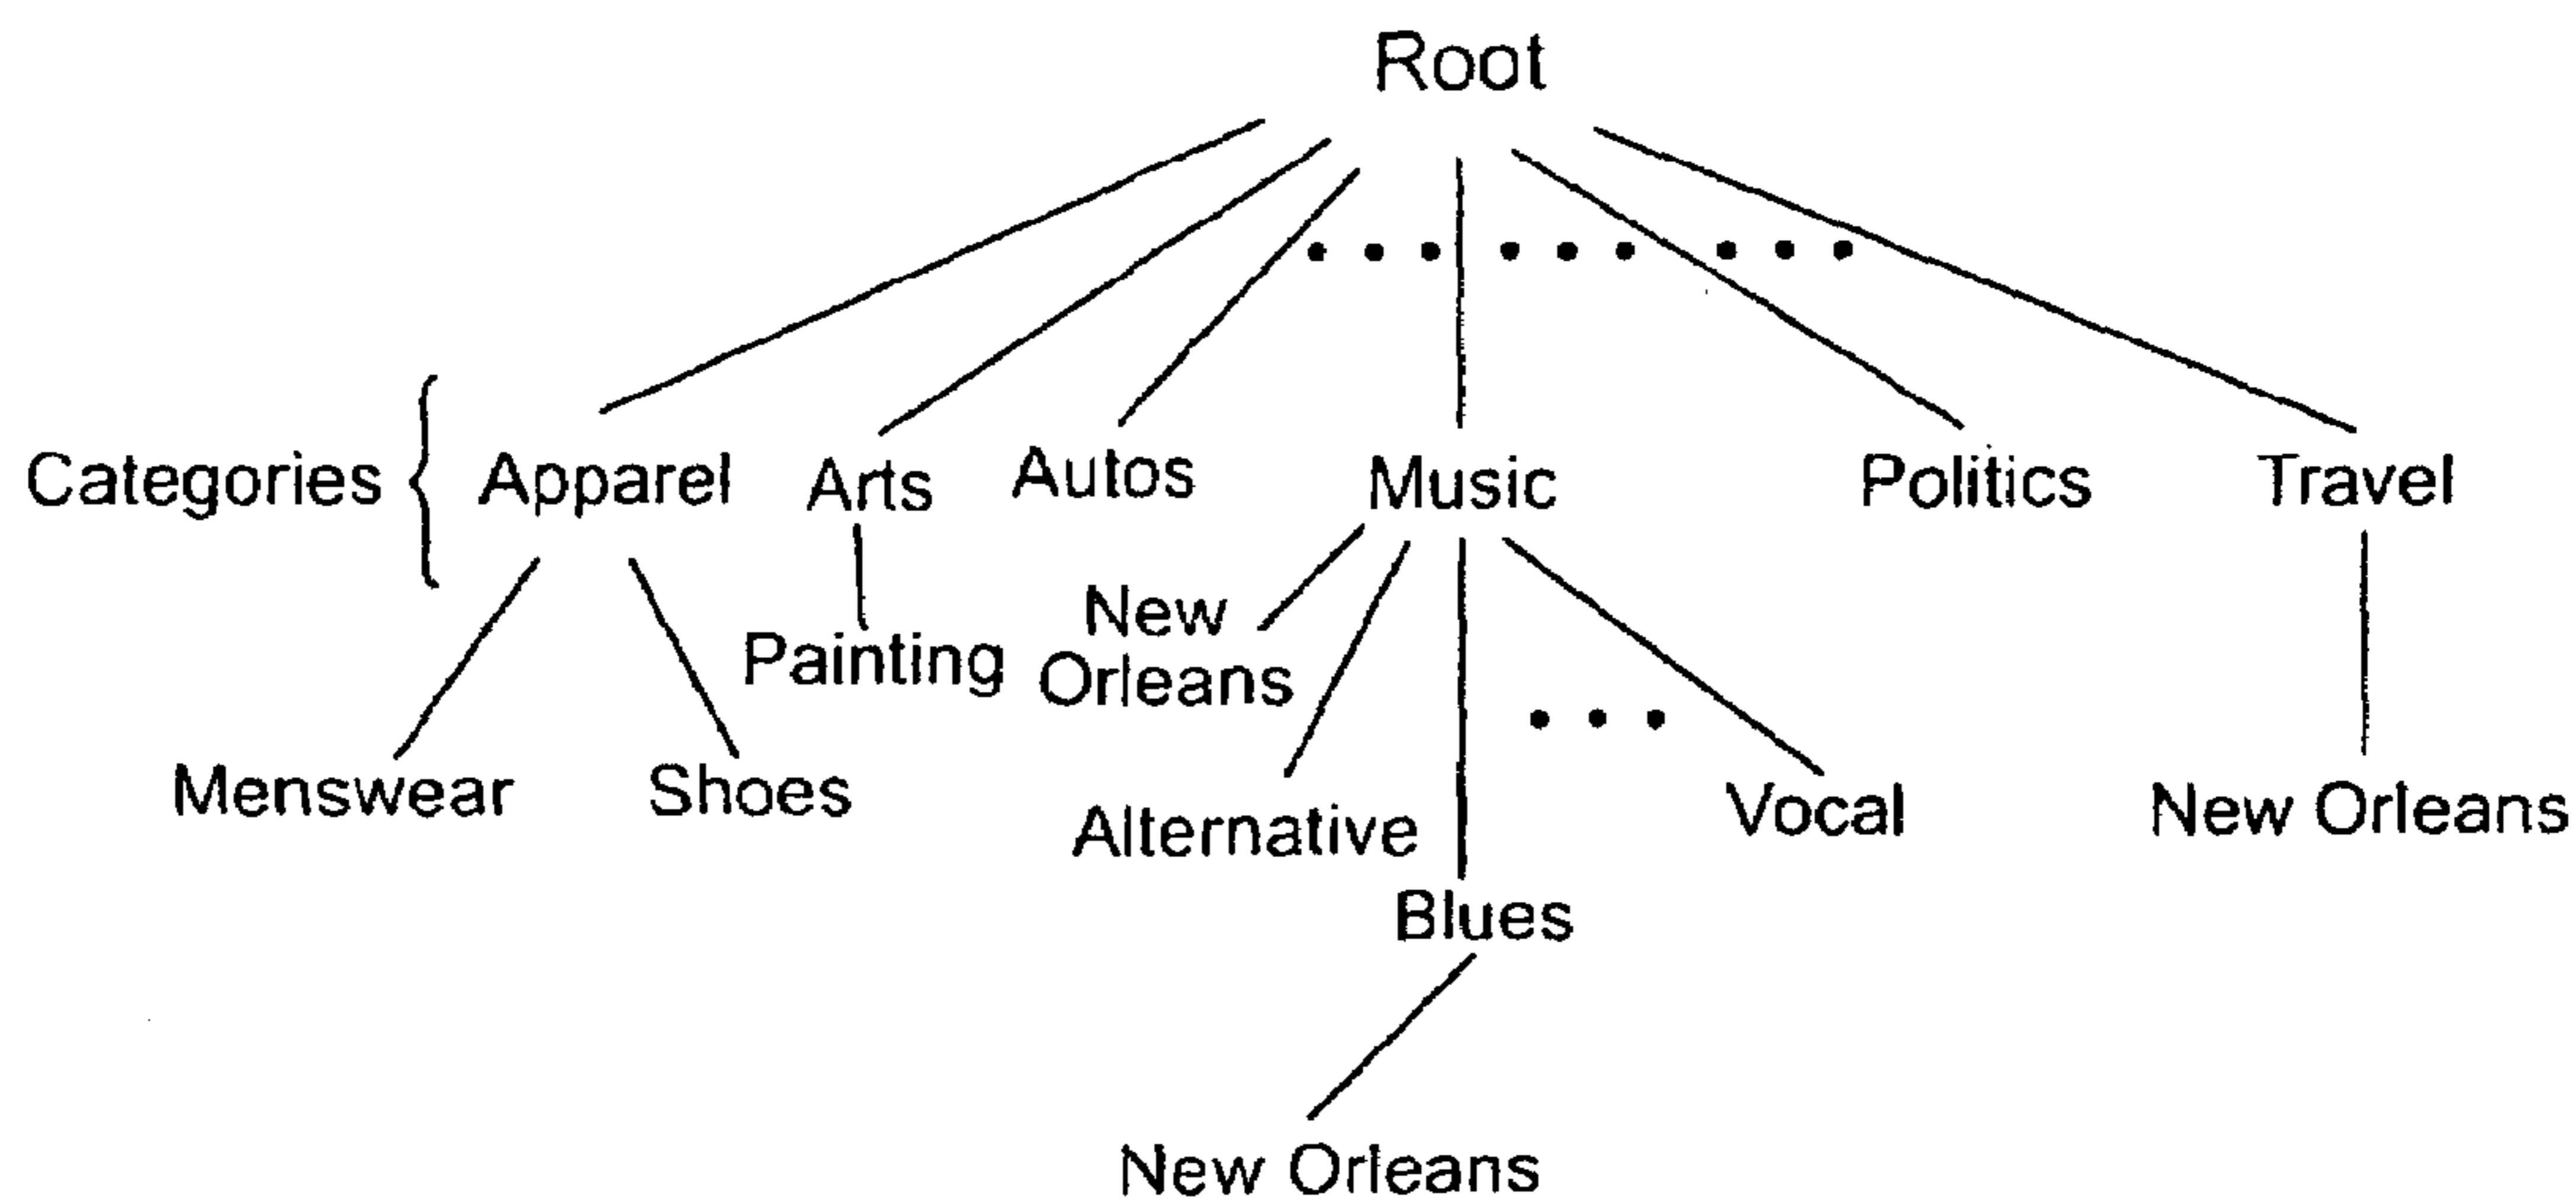 Root
Categories
Apparel
Arts
Autos
Music
Politics
Travel
New
Orleans
Painting
Menswear
Shoes
Alternative
Vocal
New Orleans
Blues
New Orleans